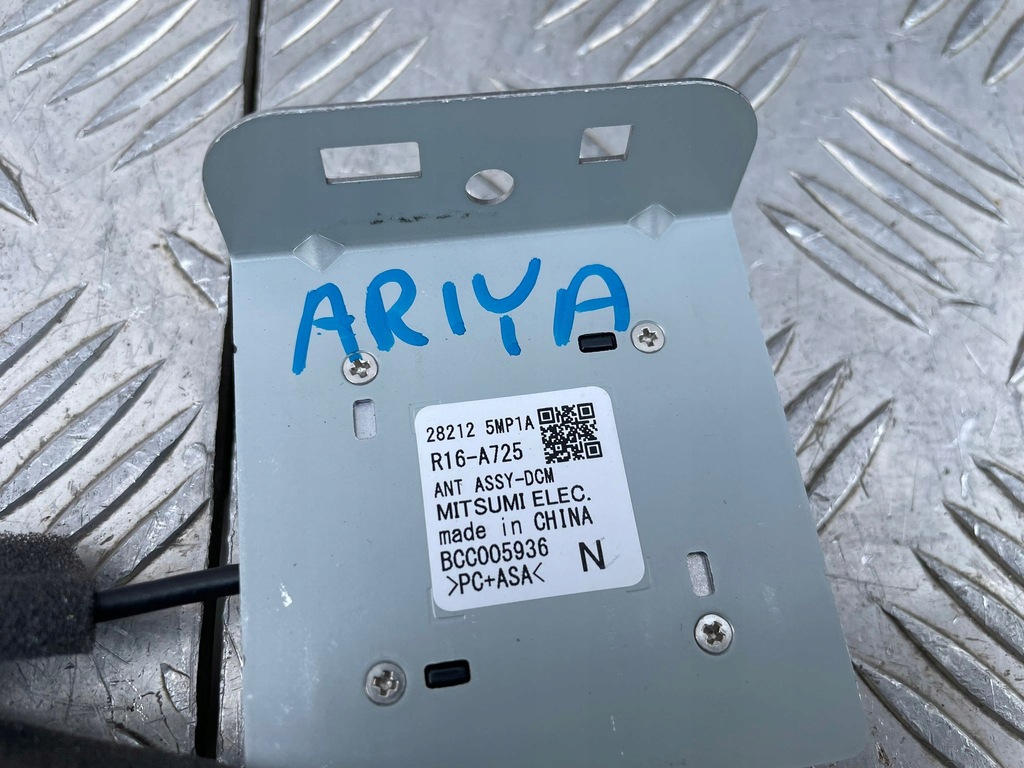 ARIYA
28212 5MP1A
R16-A725
ANT ASSY-DCM
MITSUMI ELEC.
made in CHINA
BCC005936
>PC+ASA<
N